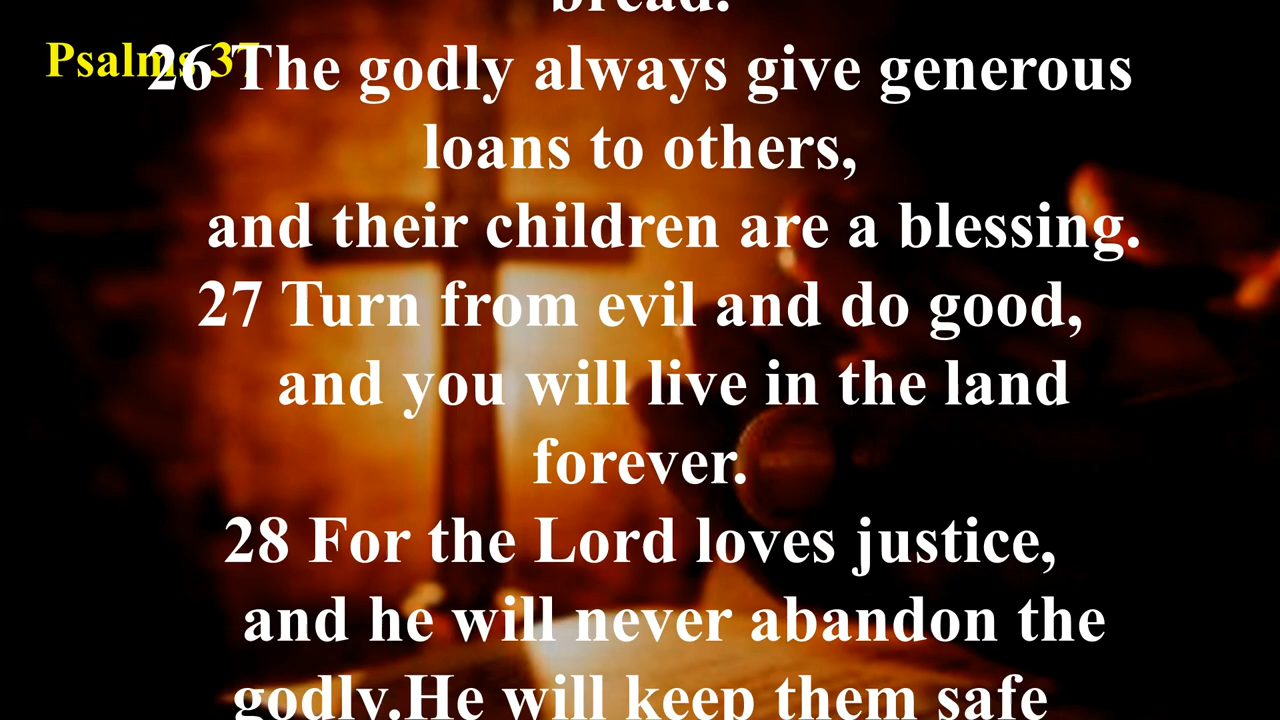 bread.
Psalms 37
26 The godly always give generous
loans to others,
and their children are a blessing.
27 Turn from evil and do good,
and you will live in the land
forever.
28 For the Lord loves justice,
and he will never abandon the
godly.He will keep them safe